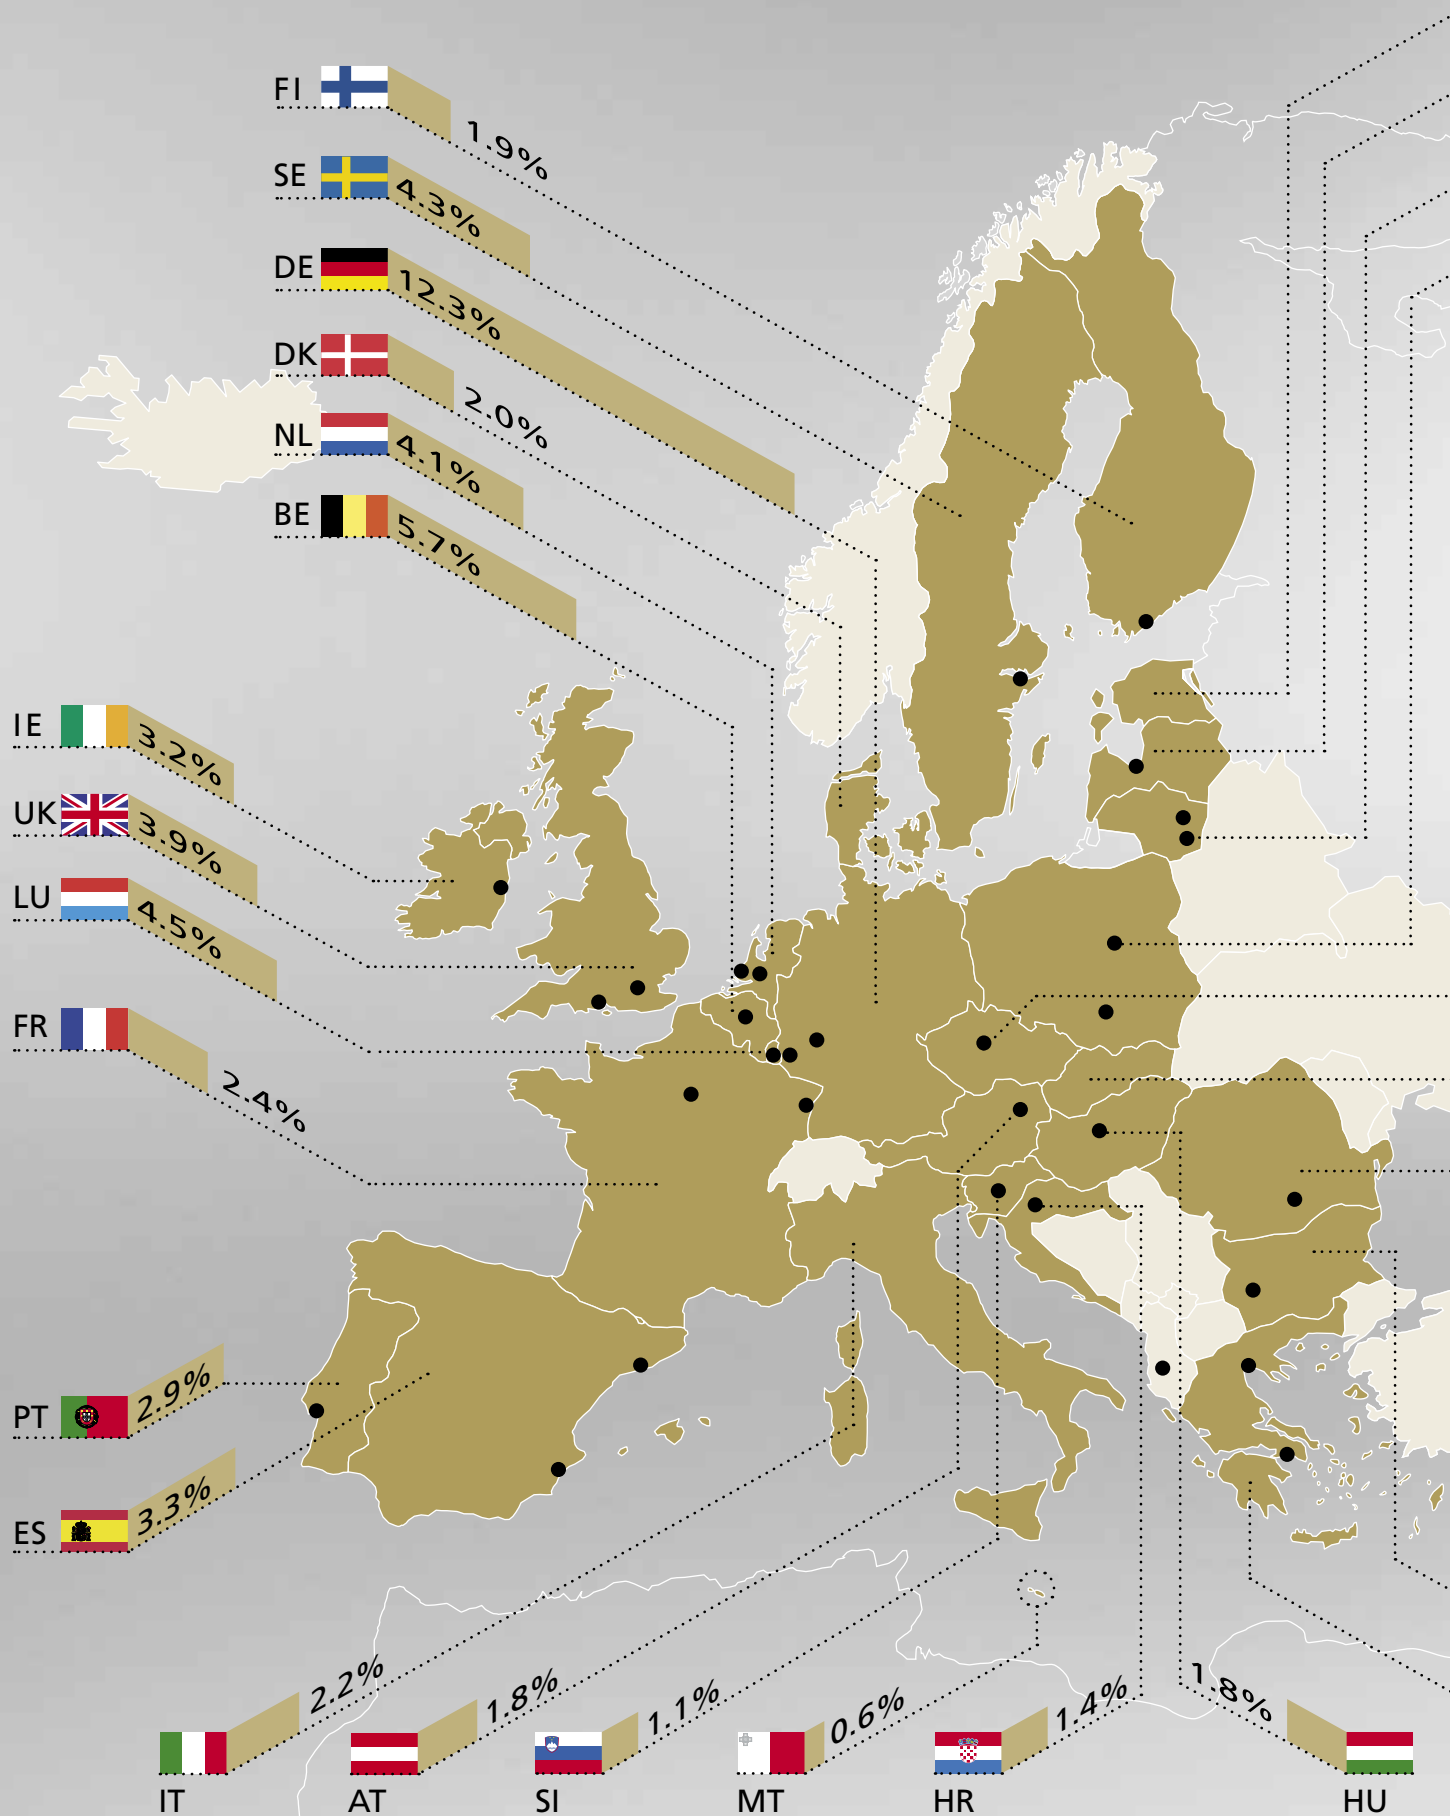 FI
1.9%
SE
4.3%
DE
12.3%
DK
2.0%
NL
4.1%
BE
5.7%
IE
3.2%
UK
3.9%
LU
4.5%
FR
2.4%
PT
2.9%
ES
3.3%
2.2%
IT
1.8%
AT
1.1%
SI
0.6%
MT
1.4%
HR
1.8%
HU